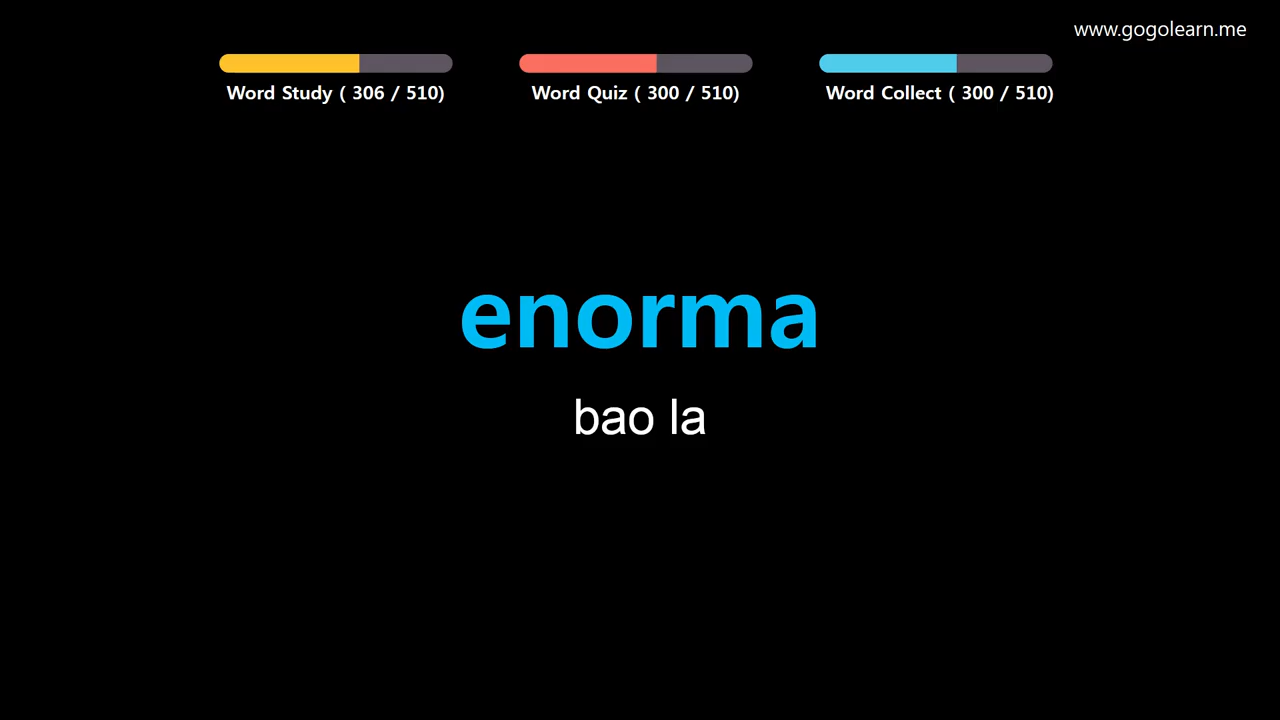 www.gogolearn.me
Word Study ( 306 / 510)
Word Quiz ( 300 / 510)
Word Collect ( 300 / 510)
enorma
bao la